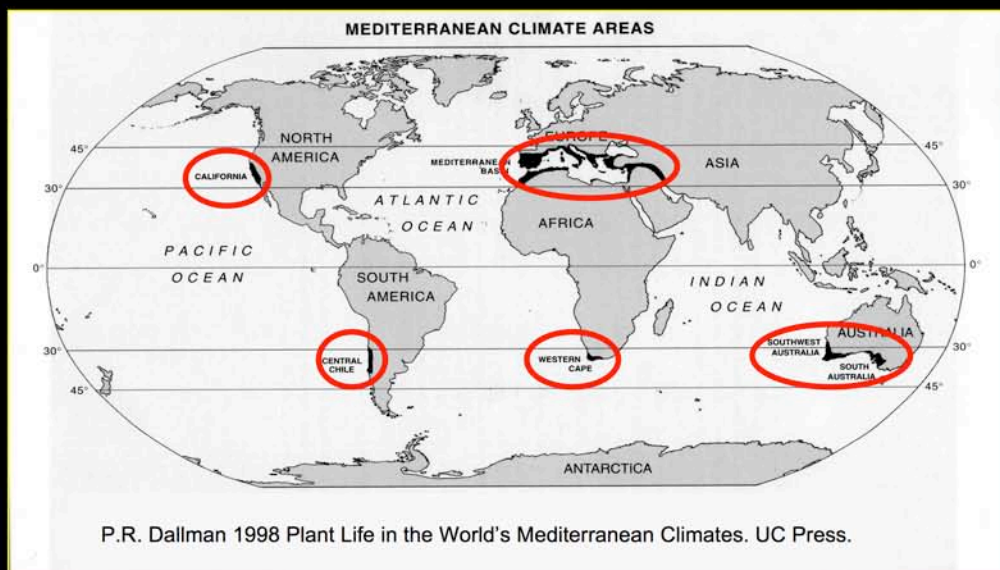 MEDITERRANEAN CLIMATE AREAS
NORTH
AMERICA
EUROPE
ASIA
45°
45°
MEDITERRANEAN
BASIN
CALIFORNIA
30°
30°
ATLANTIC
OCEAN
AFRICA
PACIFIC
OCEAN
0°
0°
SOUTH
AMERICA
INDIAN
OCEAN
AUSTRALIA
SOUTHWEST
AUSTRALIA
30°
30°
CENTRAL
CHILE
WESTERN
CAPE
SOUTH
AUSTRALIA
45°
45°
ANTARCTICA
P.R. Dallman 1998 Plant Life in the World's Mediterranean Climates. UC Press.